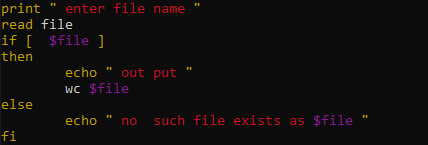 print " enter file name "
read file
if [  $file ]
then
        echo " out put "
        wc $file
else
        echo " no  such file exists as $file "
fi